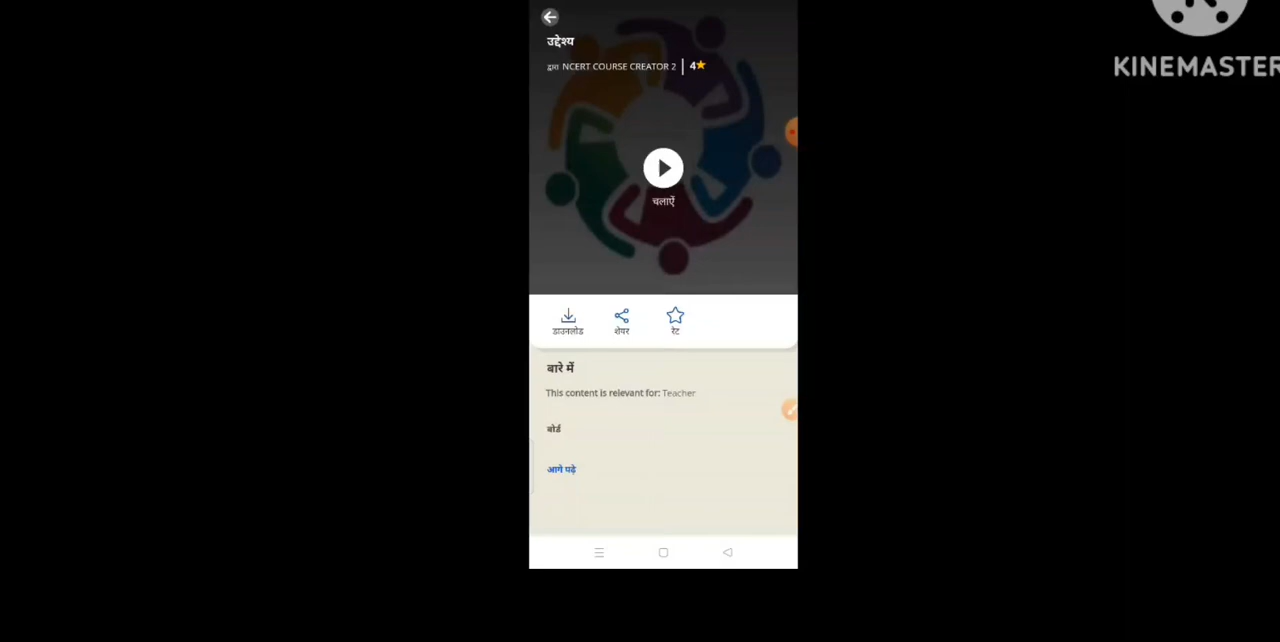 उद्देश्य
द्वारा NCERT COURSE CREATOR 2 | 4
KINEMASTER
चलाऐं
डाउनलोड शेयर रेट
बारे में
This content is relevant for: Teacher
बोर्ड
आगे पढ़े